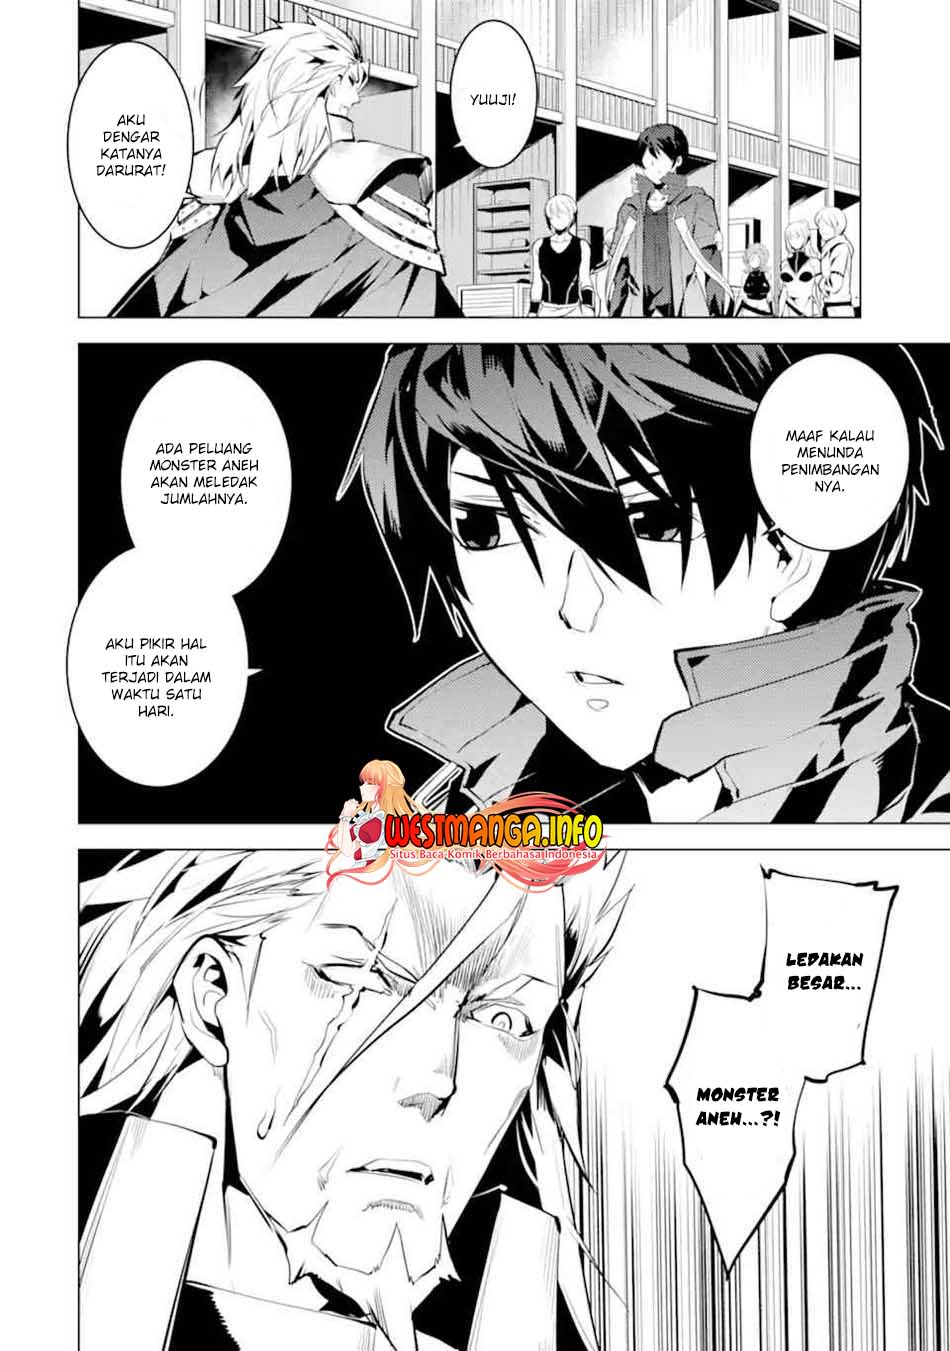 YUUJI!
AKU
DENGAR
KATANYA
DARURAT!
MAAF KALAU
MENUNDA
PENIMBANGAN
NYA.
ADA PELUANG
MONSTER ANEH
AKAN MELEDAK
JUMLAHNYA.
AKU PIKIR HAL
ITU AKAN
TERJADI DALAM
WAKTU SATU
HARI.
WESTMANGA.INFO
Situs Baca Komik Berbahasa Indonesia
LEDAKAN
BESAR...
MONSTER
ANEH...?!